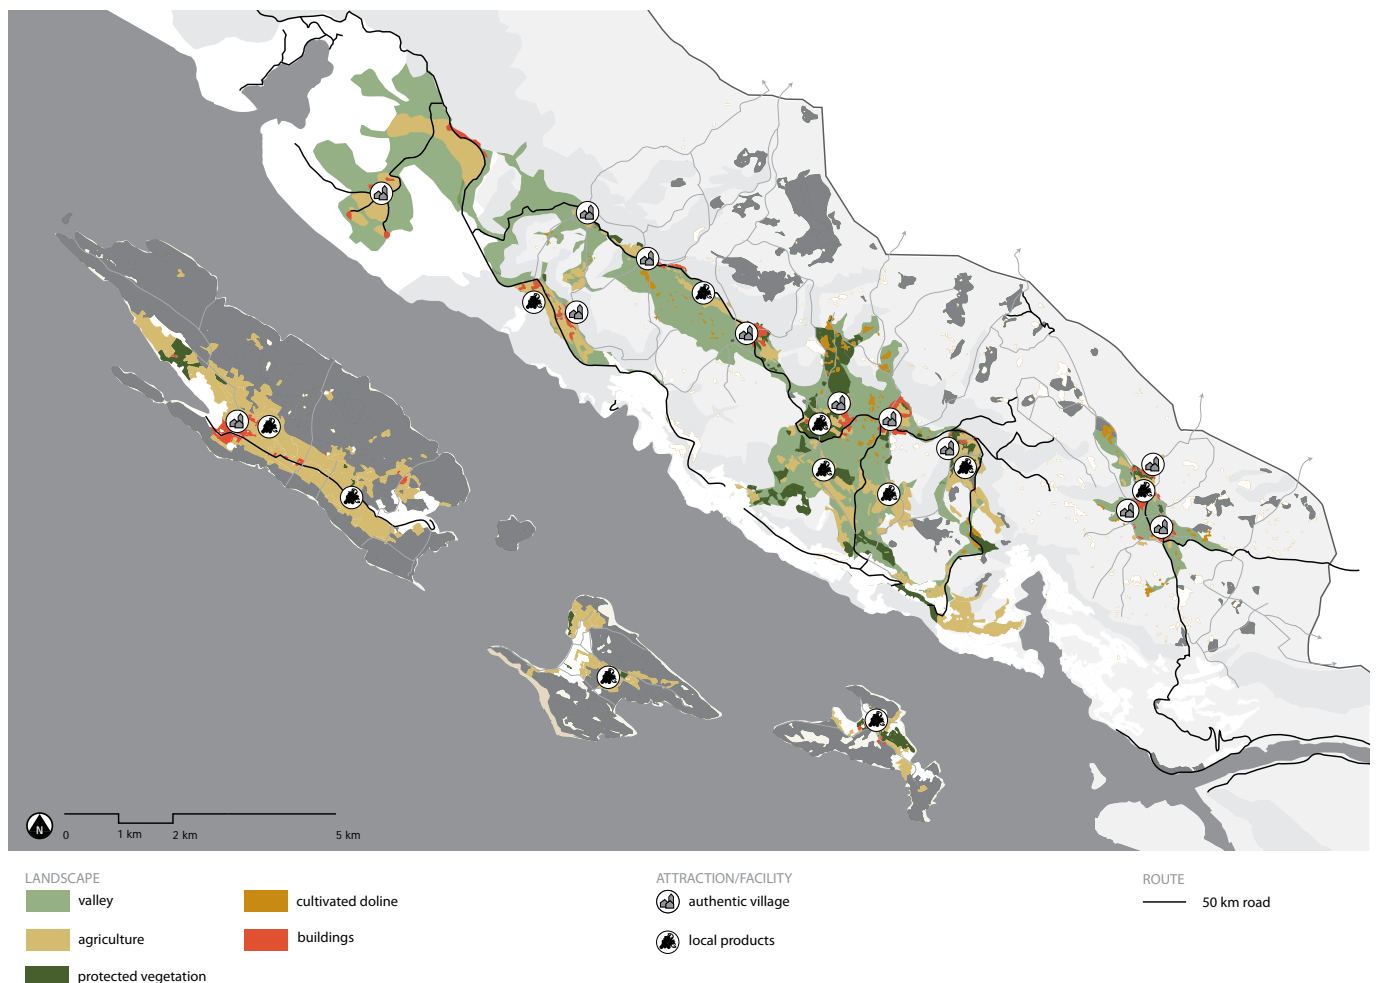 N
0
1 km
2 km
5 km
LANDSCAPE
valley
cultivated doline
agriculture
buildings
protected vegetation
ATTRACTION/FACILITY
authentic village
local products
ROUTE
50 km road